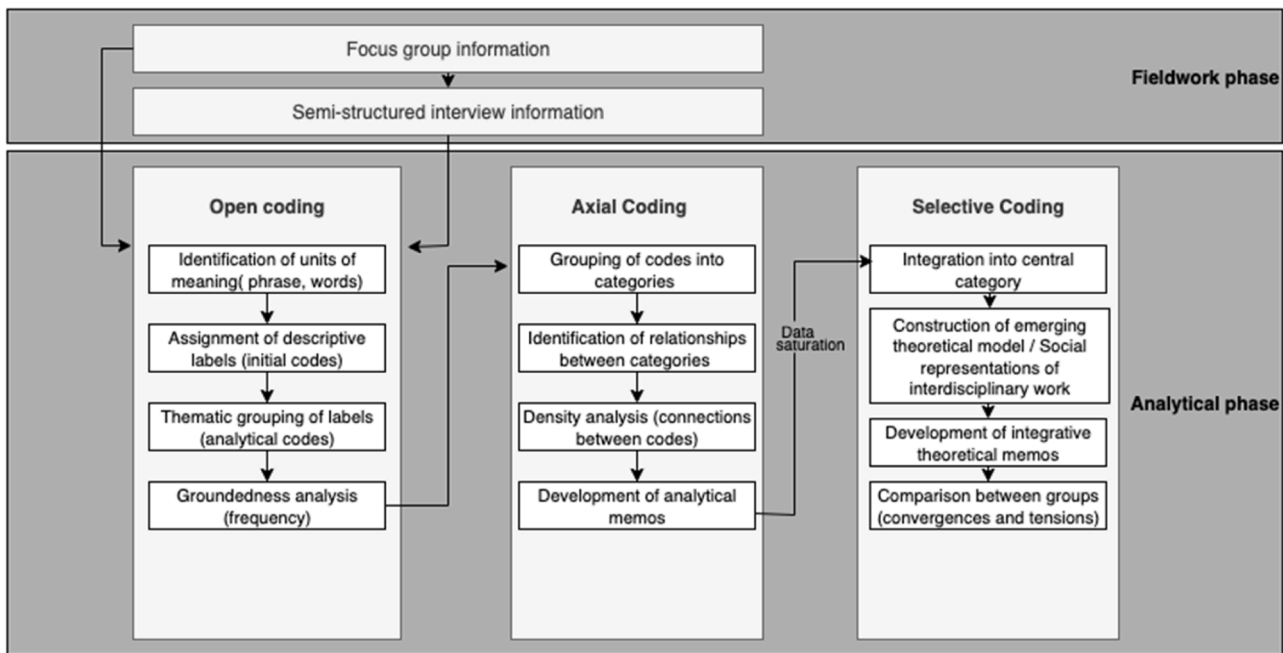 Focus group information
Fieldwork phase
Semi-structured interview information
Open coding
Identification of units of
meaning( phrase, words)
Assignment of descriptive
labels (initial codes)
Thematic grouping of labels
(analytical codes)
Groundedness analysis
(frequency)
Axial Coding
Grouping of codes into
categories
Identification of relationships
between categories
Density analysis (connections
between codes)
Development of analytical
memos
Data
saturation
Selective Coding
Integration into central
category
Construction of emerging
theoretical model / Social
representations of
interdisciplinary work
Development of integrative
theoretical memos
Comparison between groups
(convergences and tensions)
Analytical phase